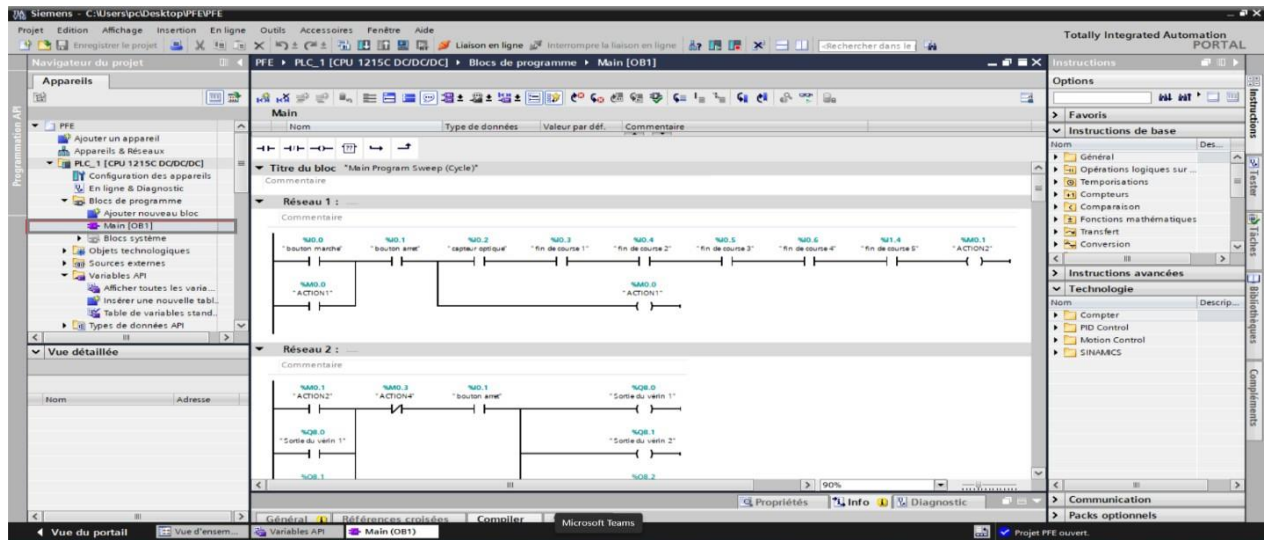 Siemens - C:\Users\pc\Desktop\PFE\PFE
Projet Edition Affichage Insertion En ligne Outils Accessoires Fenêtre Aide
Totally Integrated Automation
PORTAL
Enregistrer le projet
Liaison en ligne
Interrompre la liaison en ligne
<Rechercher dans le
Navigateur du projet
PFE ▸ PLC_1 [CPU 1215C DC/DC/DC] ▸ Blocs de programme ▸ Main [OB1]
Instructions
Appareils
Options
Programmation API
PFE
Ajouter un appareil
Appareils & Réseaux
PLC_1 [CPU 1215C DC/DC/DC]
Configuration des appareils
En ligne & Diagnostic
Blocs de programme
Ajouter nouveau bloc
Main [OB1]
Blocs système
Objets technologiques
Sources externes
Variables API
Afficher toutes les varia...
Insérer une nouvelle tabl...
Table de variables stand...
Types de données API
Vue détaillée
Nom Adresse
Main
Nom Type de données Valeur par déf. Commentaire
Titre du bloc "Main Program Sweep (Cycle)"
Commentaire
Réseau 1 : .....
Commentaire
%I0.0 %I0.1 %I0.2 %I0.3 %I0.4 %I0.5 %I0.6 %I1.4 %M0.1
"bouton marche" "bouton arret" "capteur optique" "fin de course 1" "fin de course 2" "fin de course 3" "fin de course 4" "fin de course 5" "ACTION2"
%M0.0 %M0.0
"ACTION1" "ACTION1"
Réseau 2 : .....
Commentaire
%M0.1 %M0.3 %I0.1 %Q8.0
"ACTION2" "ACTION4" "bouton arret" "Sortie du vérin 1"
%Q8.0 %Q8.1
"Sortie du vérin 1" "Sortie du vérin 2"
%Q8.1 %Q8.2
90%
Propriétés Info Diagnostic
Général Références croisées Compiler
Microsoft Teams
Favoris
Instructions de base
Nom Des...
Général
Opérations logiques sur ...
Temporisations
Compteurs
Comparaison
Fonctions mathématiques
Transfert
Conversion
Instructions avancées
Technologie
Nom Descrip...
Compter
PID Control
Motion Control
SINAMICS
Communication
Packs optionnels
Instructions
Tester
Tâches
Bibliothèques
Compléments
Vue du portail
Vue d'ensem...
Variables API
Main (OB1)
Projet PFE ouvert.